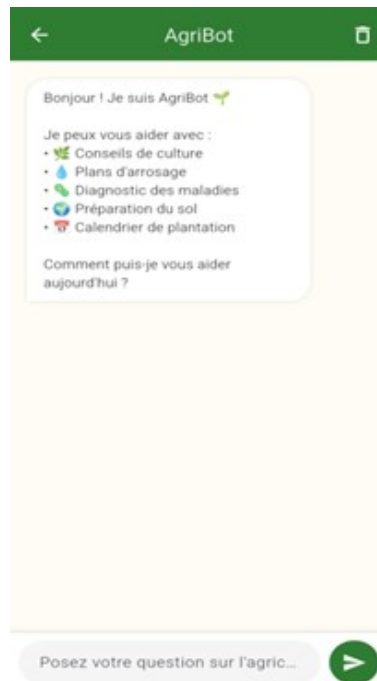 AgriBot
Bonjour ! Je suis AgriBot 🌱
Je peux vous aider avec :
• 🌿 Conseils de culture
• 💧 Plans d'arrosage
• 🦠 Diagnostic des maladies
• 🌍 Préparation du sol
• 📅 Calendrier de plantation
Comment puis-je vous aider
aujourd'hui ?
Posez votre question sur l'agric...